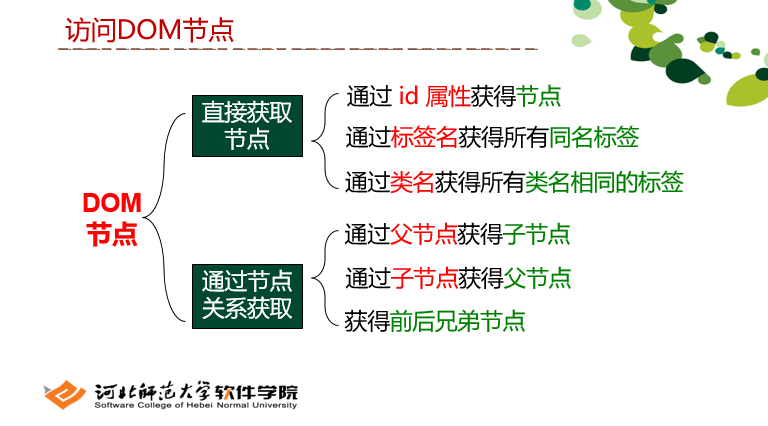 访问DOM节点
DOM
节点
直接获取
节点
通过 id 属性获得节点
通过标签名获得所有同名标签
通过类名获得所有类名相同的标签
通过节点
关系获取
通过父节点获得子节点
通过子节点获得父节点
获得前后兄弟节点
河北师范大学软件学院
Software College of Hebei Normal University